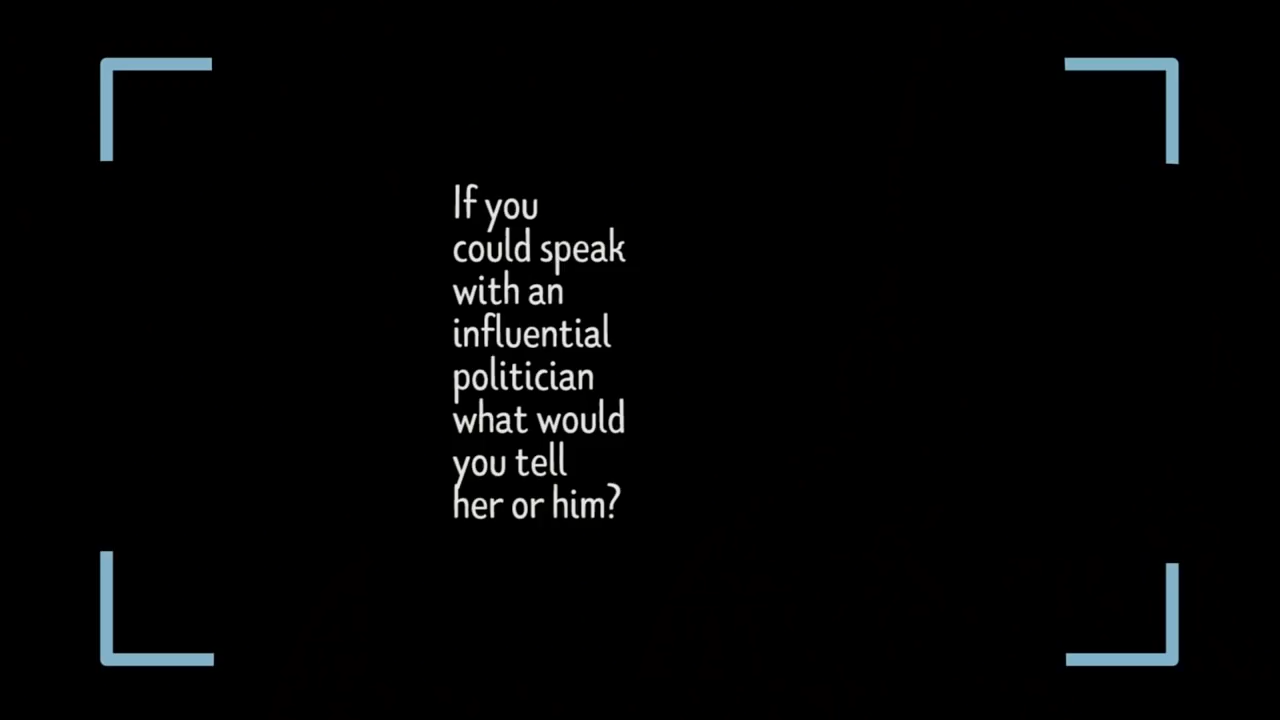 If you
could speak
with an
influential
politician
what would
you tell
her or him?